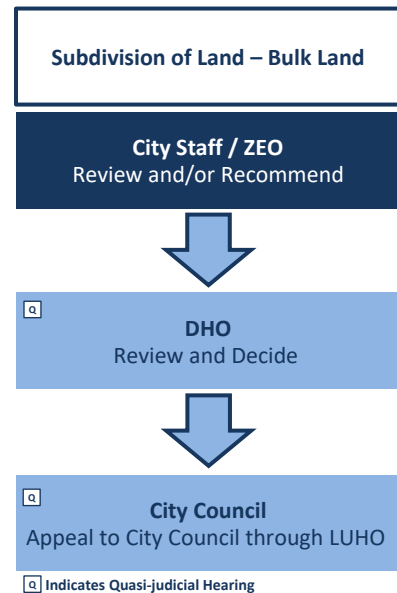 Subdivision of Land – Bulk Land
City Staff / ZEO
Review and/or Recommend
Q
DHO
Review and Decide
Q
City Council
Appeal to City Council through LUHO
Q Indicates Quasi-judicial Hearing